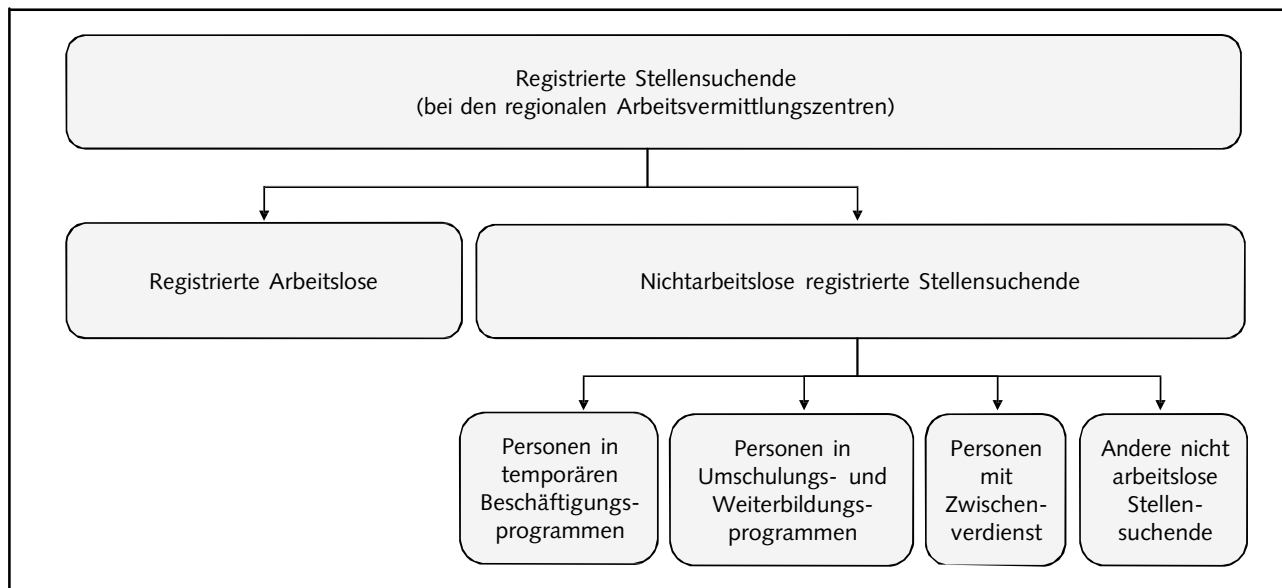 Registrierte Stellensuchende
(bei den regionalen Arbeitsvermittlungszentren)
Registrierte Arbeitslose
Nichtarbeitslose registrierte Stellensuchende
Personen in
temporären
Beschäftigungs-
programmen
Personen in
Umschulungs- und
Weiterbildungs-
programmen
Personen
mit
Zwischen-
verdienst
Andere nicht
arbeitslose
Stellen-
suchende